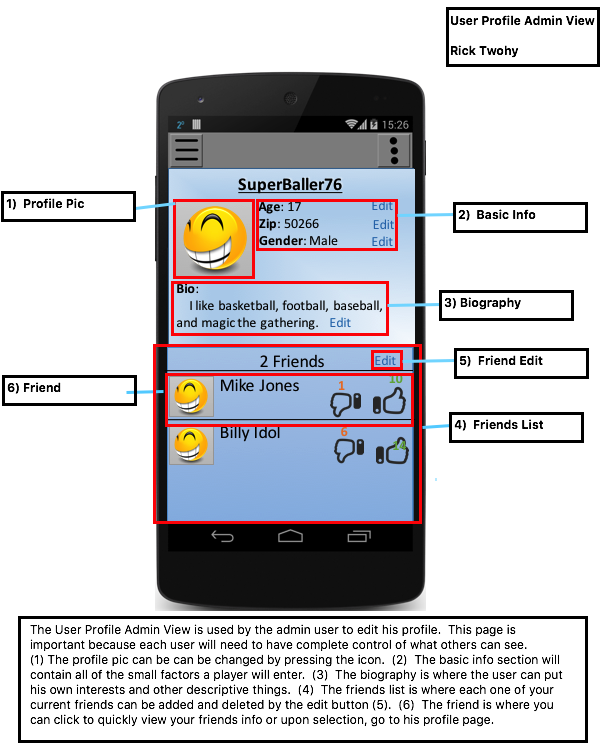 User Profile Admin View
Rick Twohy
2° 15:26
SuperBaller76
1) Profile Pic
Age: 17 Edit
Zip: 50266 Edit
Gender: Male Edit
2) Basic Info
Bio:
I like basketball, football, baseball,
and magic the gathering. Edit
3) Biography
2 Friends Edit
5) Friend Edit
6) Friend
Mike Jones 1 10
4) Friends List
Billy Idol 6 14
The User Profile Admin View is used by the admin user to edit his profile. This page is
important because each user will need to have complete control of what others can see.
(1) The profile pic can be can be changed by pressing the icon. (2) The basic info section will
contain all of the small factors a player will enter. (3) The biography is where the user can put
his own interests and other descriptive things. (4) The friends list is where each one of your
current friends can be added and deleted by the edit button (5). (6) The friend is where you
can click to quickly view your friends info or upon selection, go to his profile page.